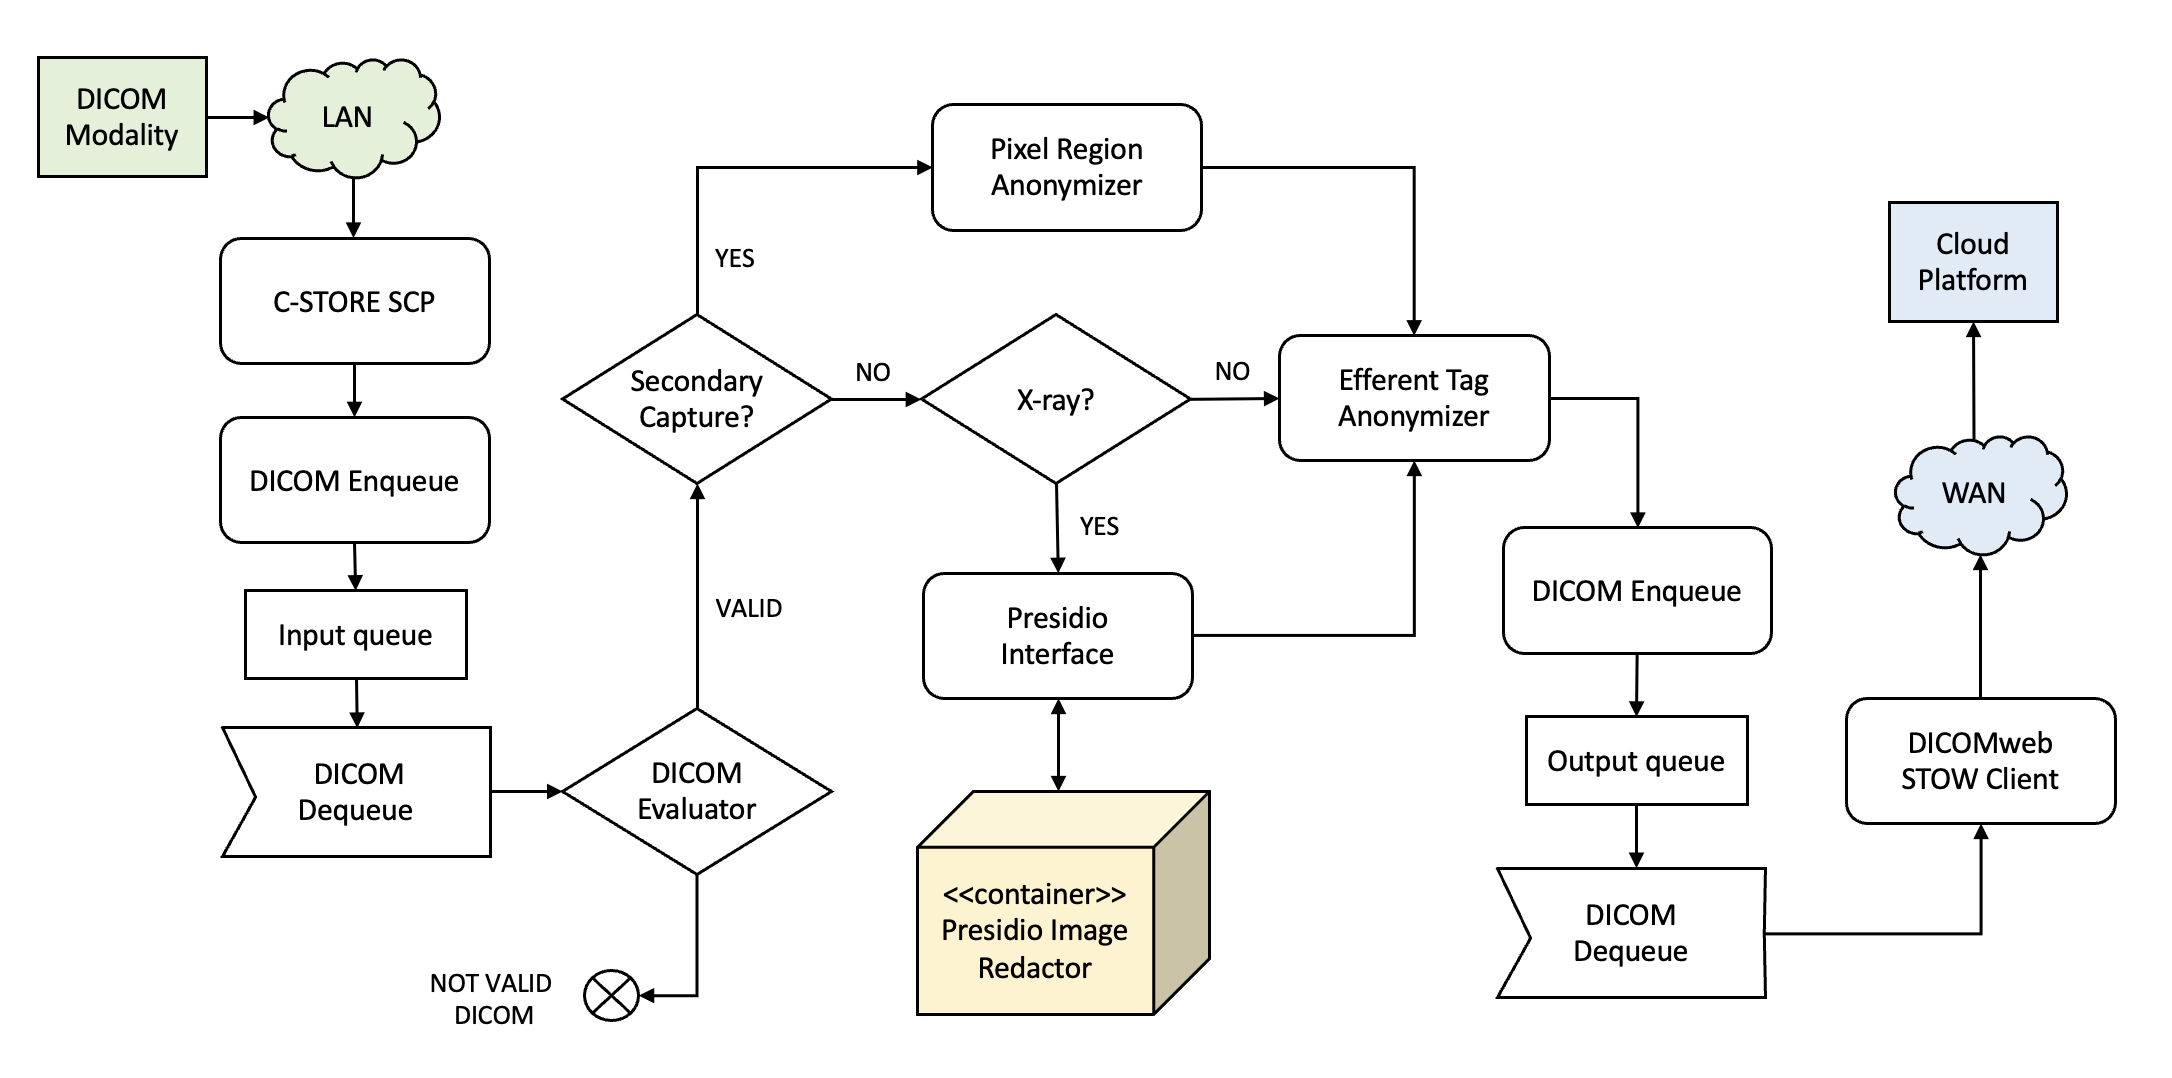 DICOM
Modality
LAN
C-STORE SCP
DICOM Enqueue
Input queue
DICOM
Dequeue
DICOM
Evaluator
NOT VALID
DICOM
VALID
Secondary
Capture?
YES
NO
Pixel Region
Anonymizer
X-ray?
NO
YES
Presidio
Interface
<<container>>
Presidio Image
Redactor
Efferent Tag
Anonymizer
DICOM Enqueue
Output queue
DICOM
Dequeue
DICOMweb
STOW Client
WAN
Cloud
Platform